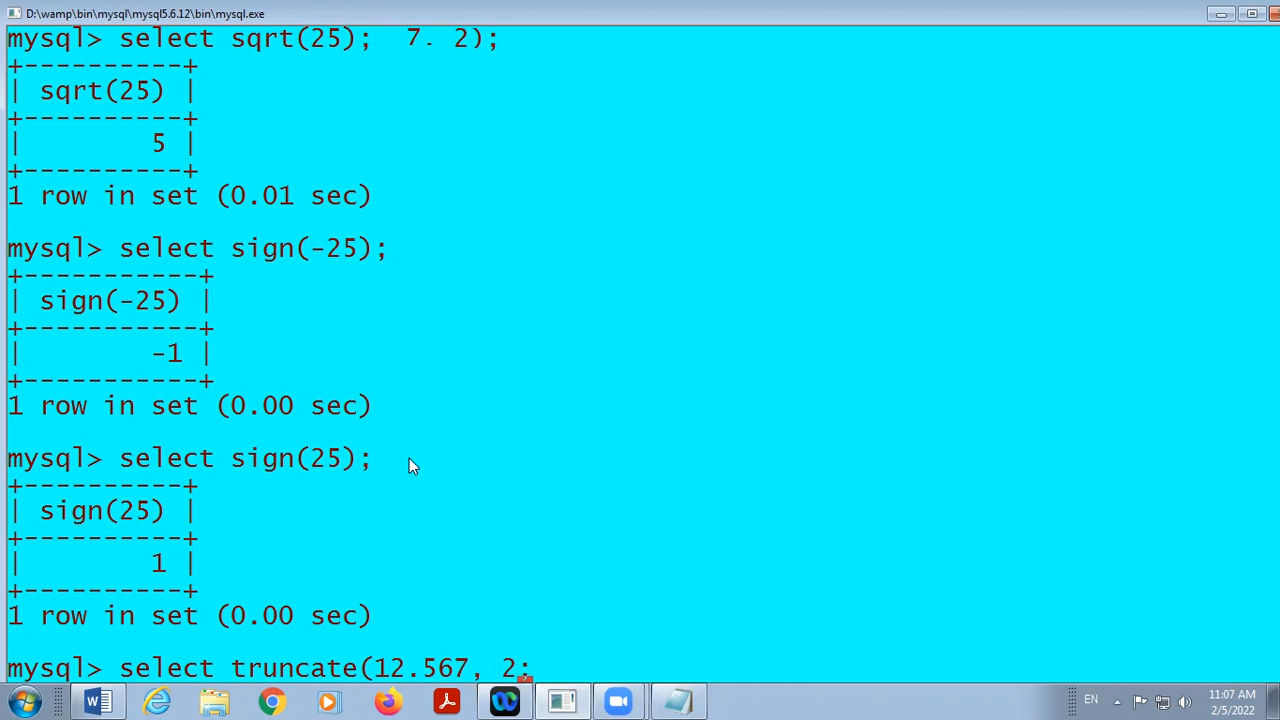 D:\wamp\bin\mysql\mysql5.6.12\bin\mysql.exe
mysql> select sqrt(25);  7. 2);
+----------+
| sqrt(25) |
+----------+
|        5 |
+----------+
1 row in set (0.01 sec)
mysql> select sign(-25);
+-----------+
| sign(-25) |
+-----------+
|        -1 |
+-----------+
1 row in set (0.00 sec)
mysql> select sign(25);
+----------+
| sign(25) |
+----------+
|        1 |
+----------+
1 row in set (0.00 sec)
mysql> select truncate(12.567, 2;
EN
11:07 AM
2/5/2022